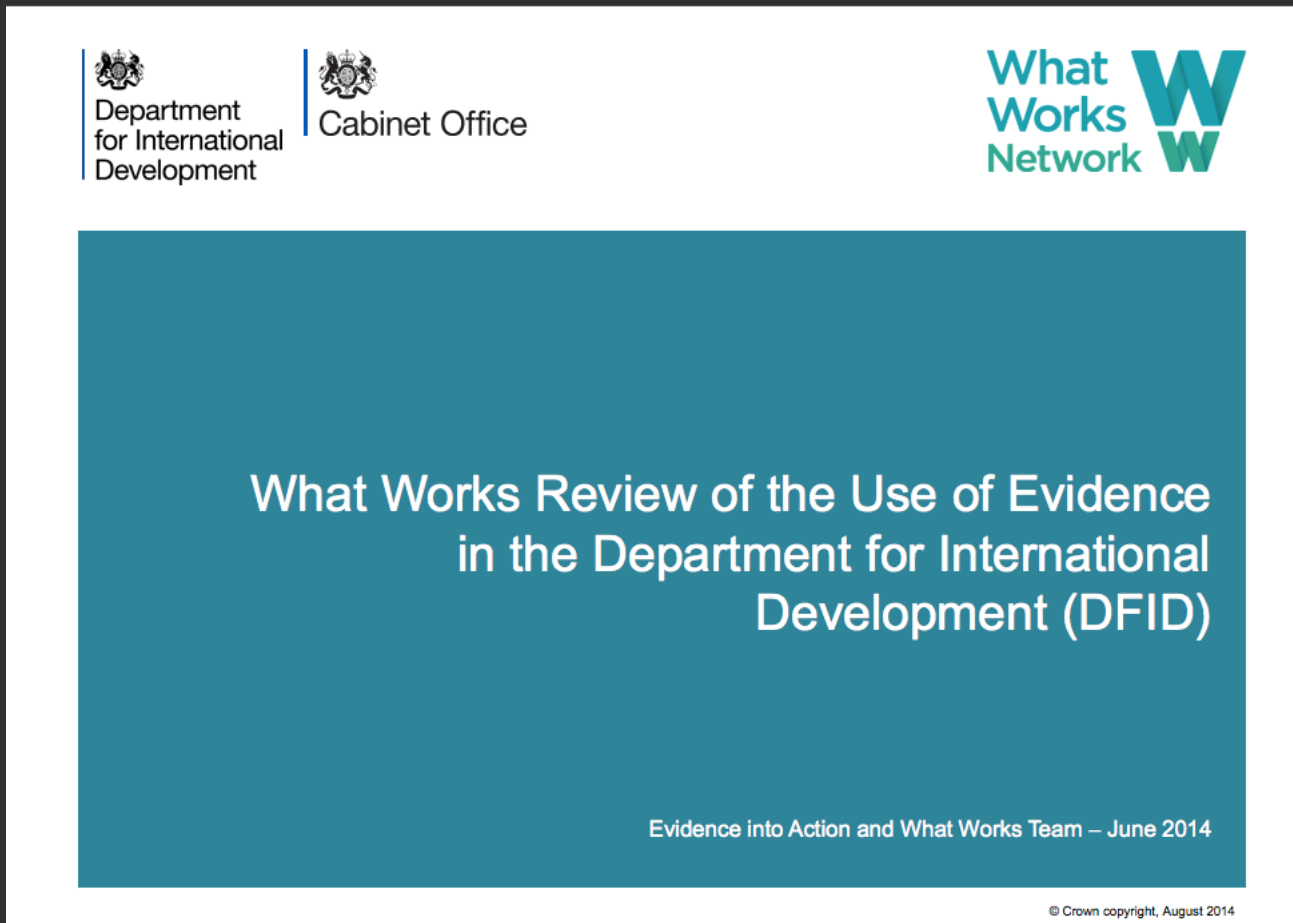 Department
for International
Development
Cabinet Office
What
Works
Network
What Works Review of the Use of Evidence
in the Department for International
Development (DFID)
Evidence into Action and What Works Team – June 2014
© Crown copyright, August 2014